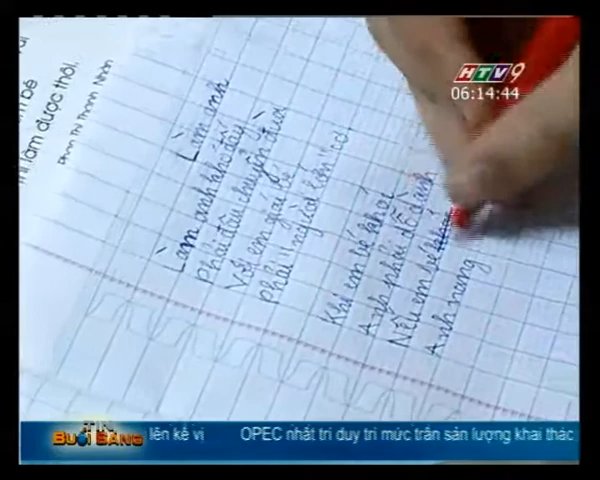 HTV9
06:14:44
làm được thôi.
Phan Thị Thanh Nhàn
Làm anh
Làm anh khó đấy
Phải đâu chuyện đùa
Với em gái bé
Phải "người lớn" cơ.
Khi em bé khóc
Anh phải dỗ dành
Nếu em bé
Anh nâng
TIN BUỔI SÁNG
lên kề vị
OPEC nhất trí duy trì mức trần sản lượng khai thác